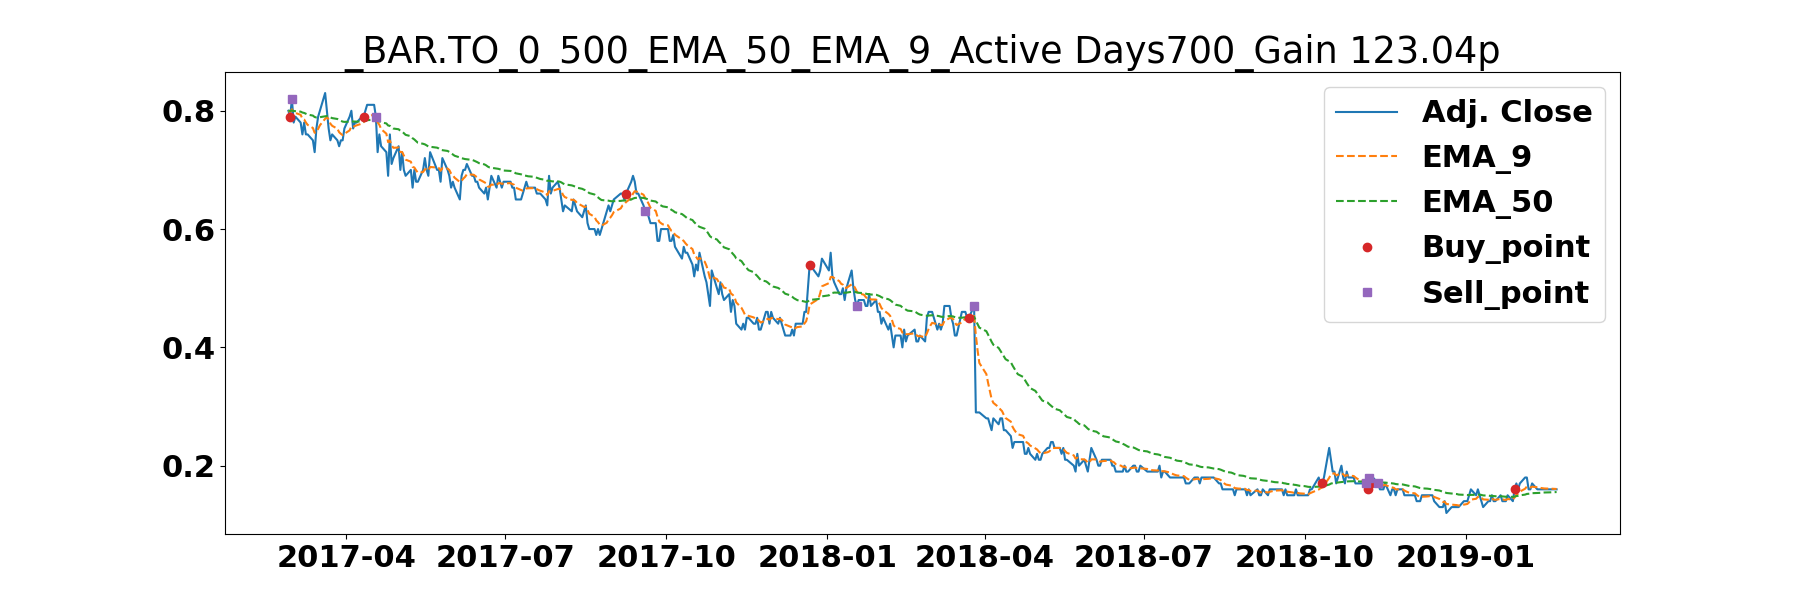 _BAR.TO_0_500_EMA_50_EMA_9_Active Days700_Gain 123.04p
0.8
0.6
0.4
0.2
Adj. Close
EMA_9
EMA_50
Buy_point
Sell_point
2017-04 2017-07 2017-10 2018-01 2018-04 2018-07 2018-10 2019-01